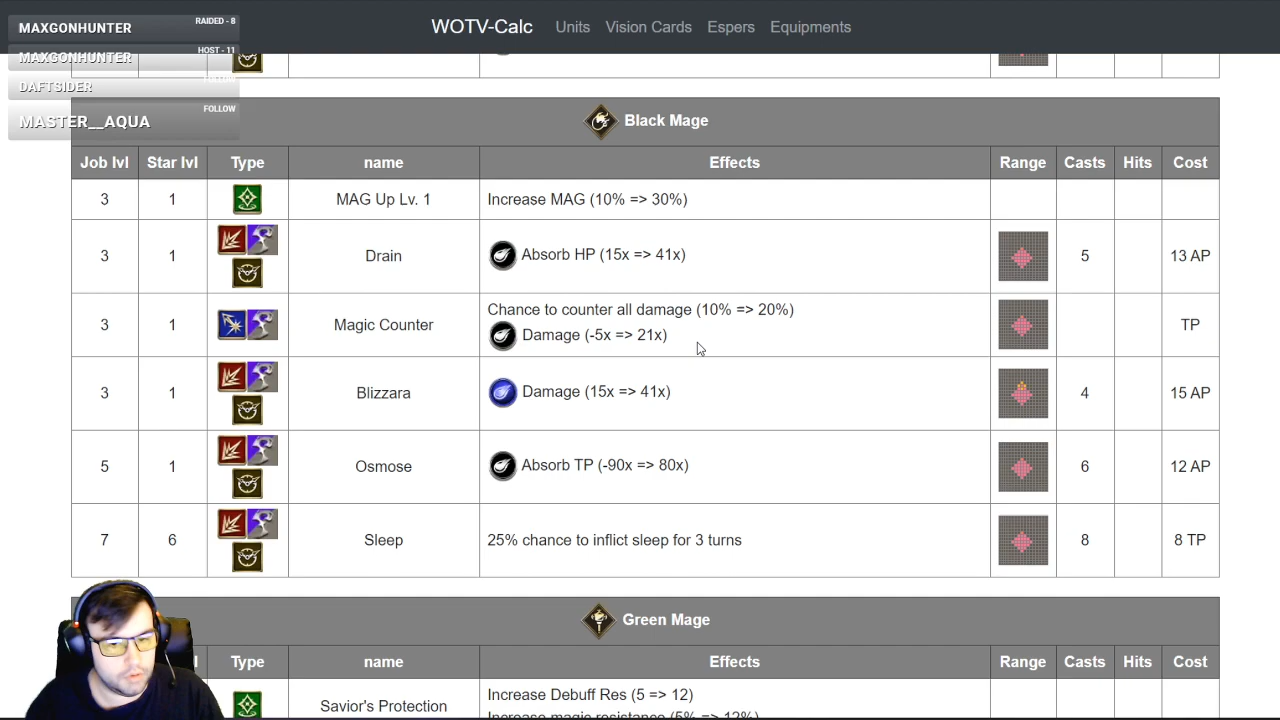 MAXGONHUNTER RAIDED - 8
MAXGONHUNTER HOST - 11
DAFTSIDER
MASTER__AQUA FOLLOW
WOTV-Calc Units Vision Cards Espers Equipments
Black Mage
Job lvl Star lvl Type name Effects Range Casts Hits Cost
3 1 MAG Up Lv. 1 Increase MAG (10% => 30%)
3 1 Drain Absorb HP (15x => 41x) 5 13 AP
3 1 Magic Counter Chance to counter all damage (10% => 20%) TP
Damage (-5x => 21x)
3 1 Blizzara Damage (15x => 41x) 4 15 AP
5 1 Osmose Absorb TP (-90x => 80x) 6 12 AP
7 6 Sleep 25% chance to inflict sleep for 3 turns 8 8 TP
Green Mage
Type name Effects Range Casts Hits Cost
Savior's Protection Increase Debuff Res (5 => 12)
Increase magic resistance (5% => 12%)